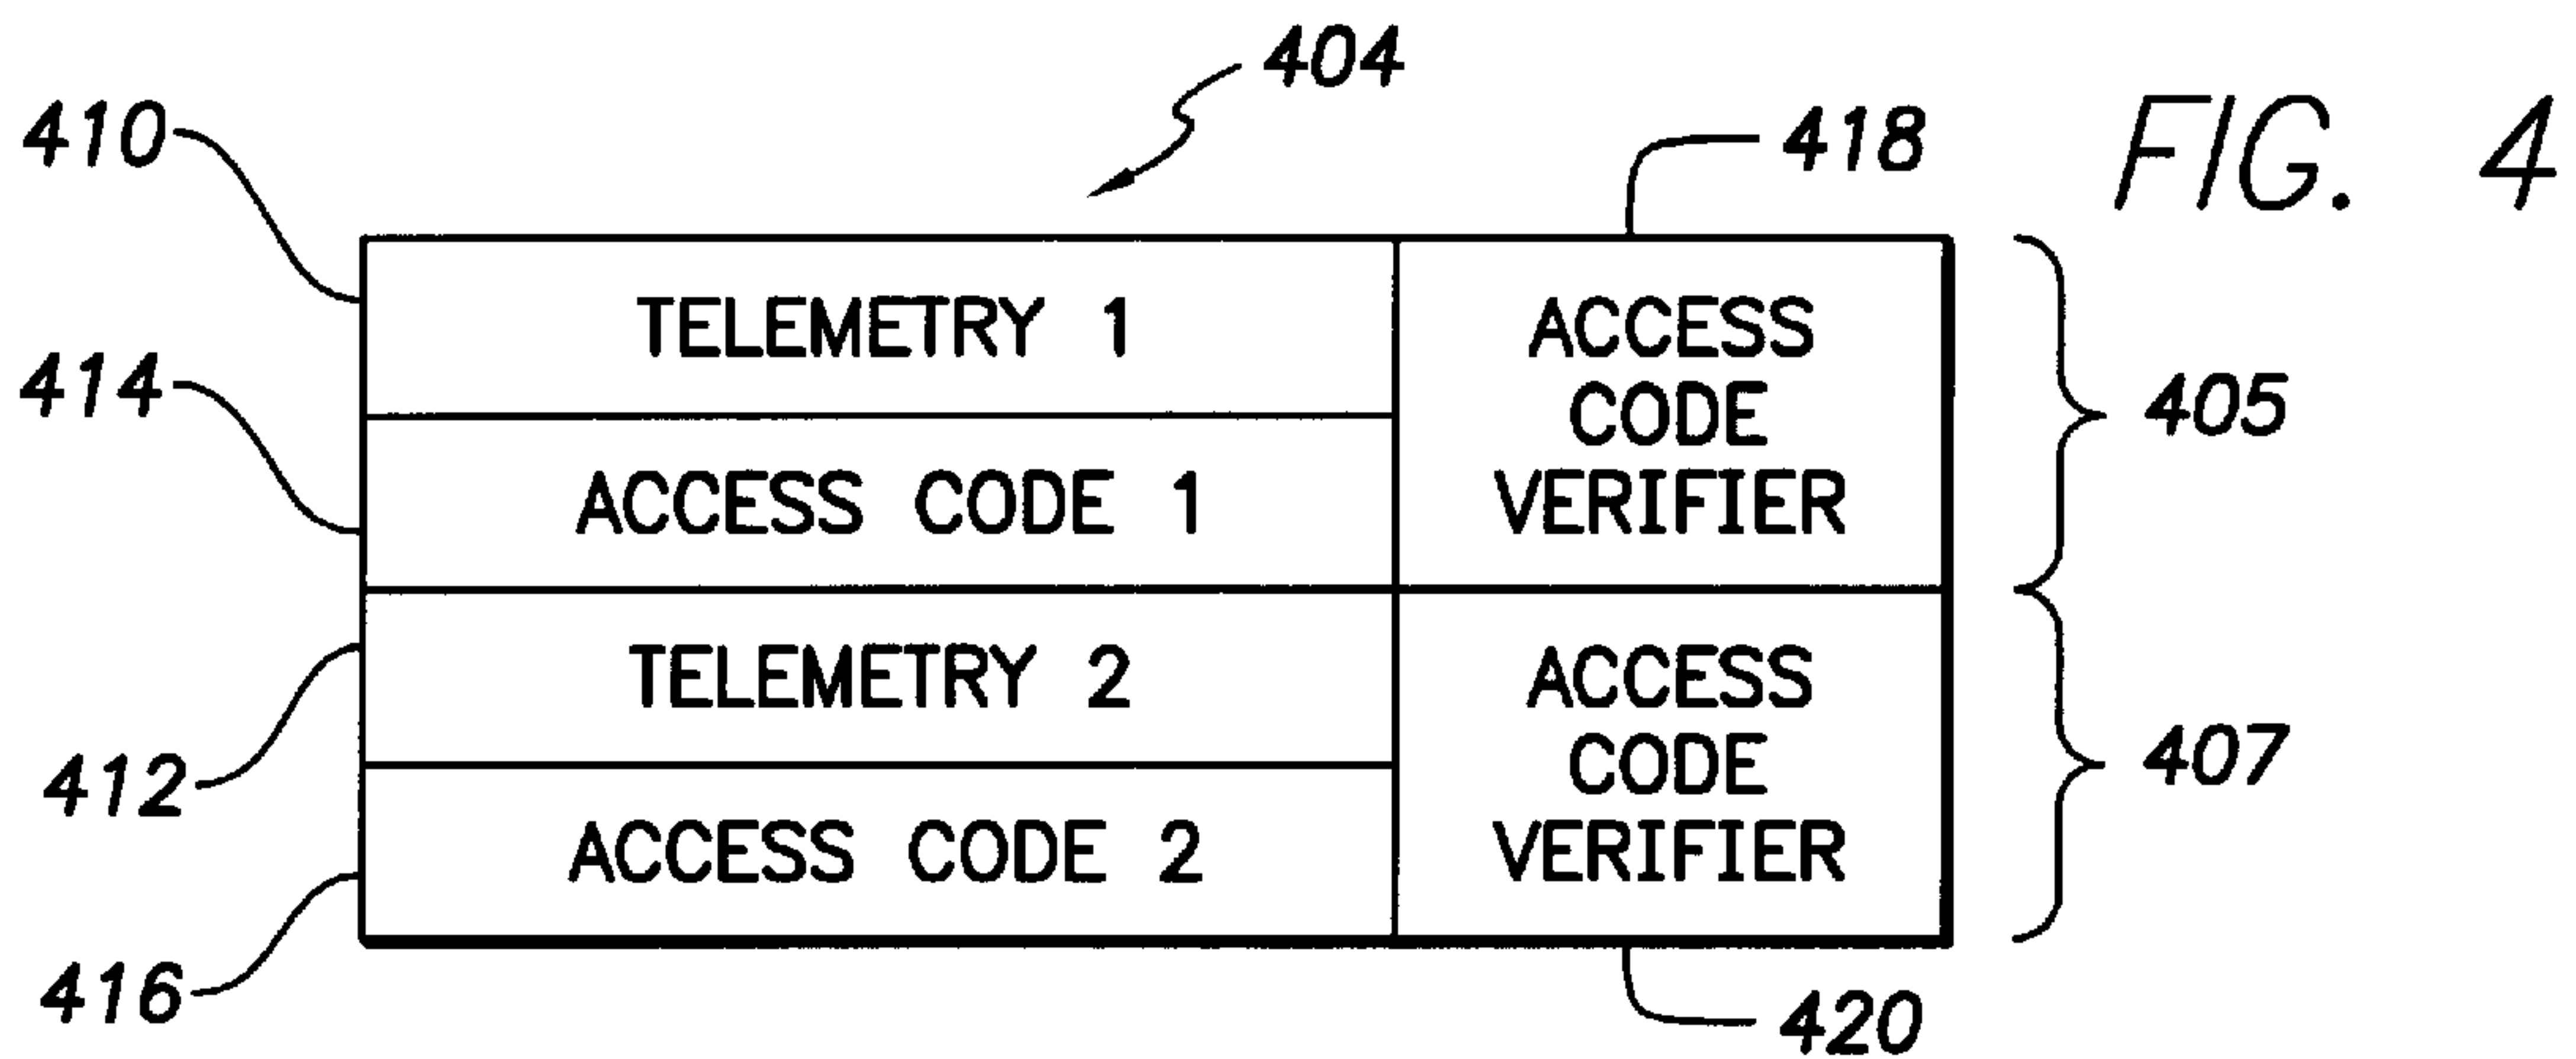 404
FIG. 4
410
418
TELEMETRY 1
ACCESS
CODE
VERIFIER
405
414
ACCESS CODE 1
412
TELEMETRY 2
ACCESS
CODE
VERIFIER
407
416
ACCESS CODE 2
420